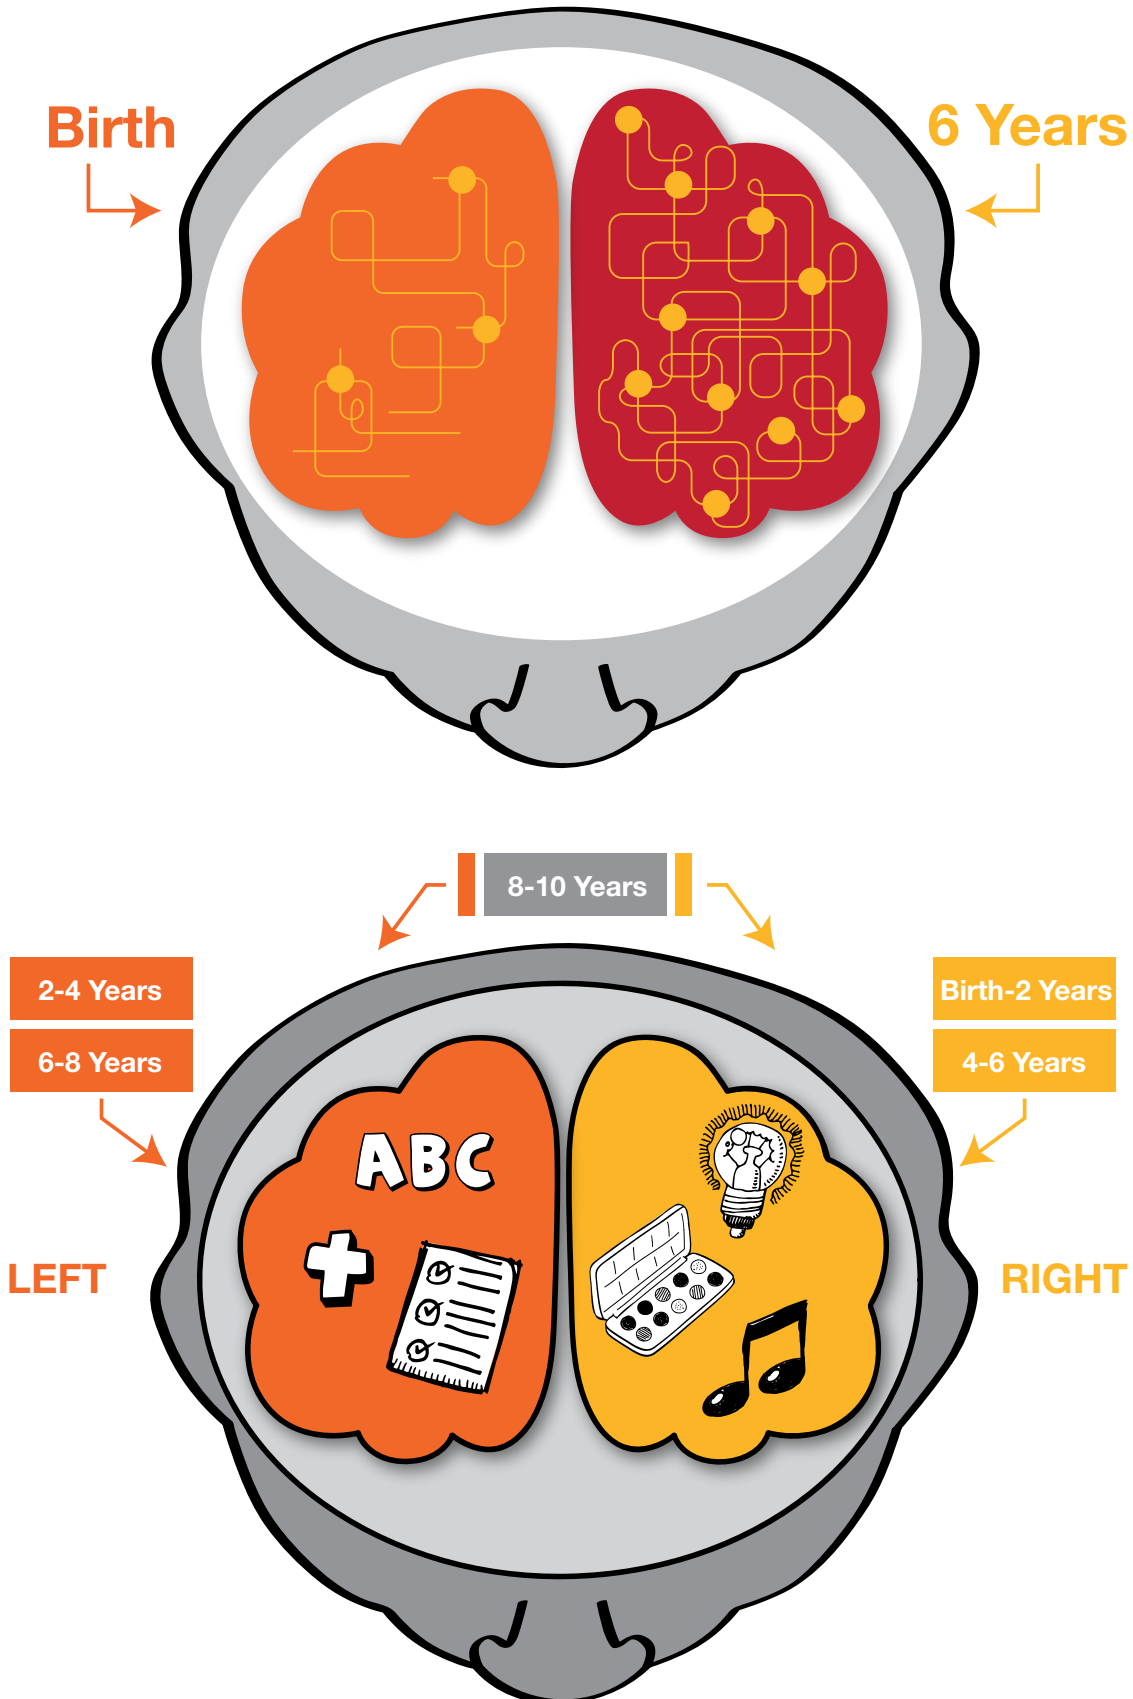 Birth
6 Years
8-10 Years
2-4 Years
6-8 Years
Birth-2 Years
4-6 Years
LEFT
RIGHT
ABC